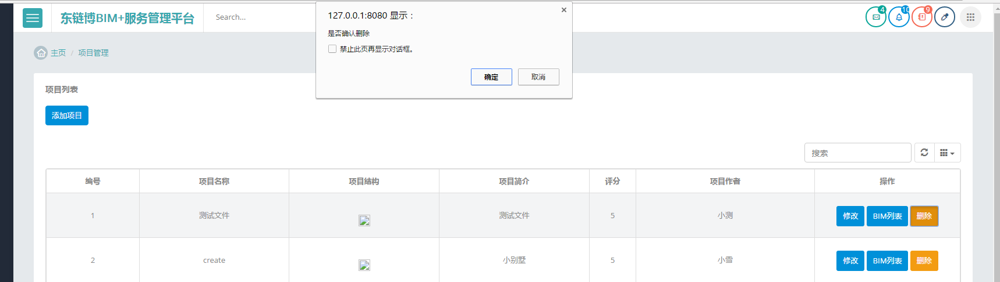 东链博BIM+服务管理平台
Search...
4
10
9
127.0.0.1:8080 显示：
是否确认删除
禁止此页再显示对话框。
确定
取消
主页 / 项目管理
项目列表
添加项目
搜索
编号 项目名称 项目结构 项目简介 评分 项目作者 操作
1 测试文件 测试文件 5 小测 修改 BIM列表 删除
2 create 小别墅 5 小雪 修改 BIM列表 删除